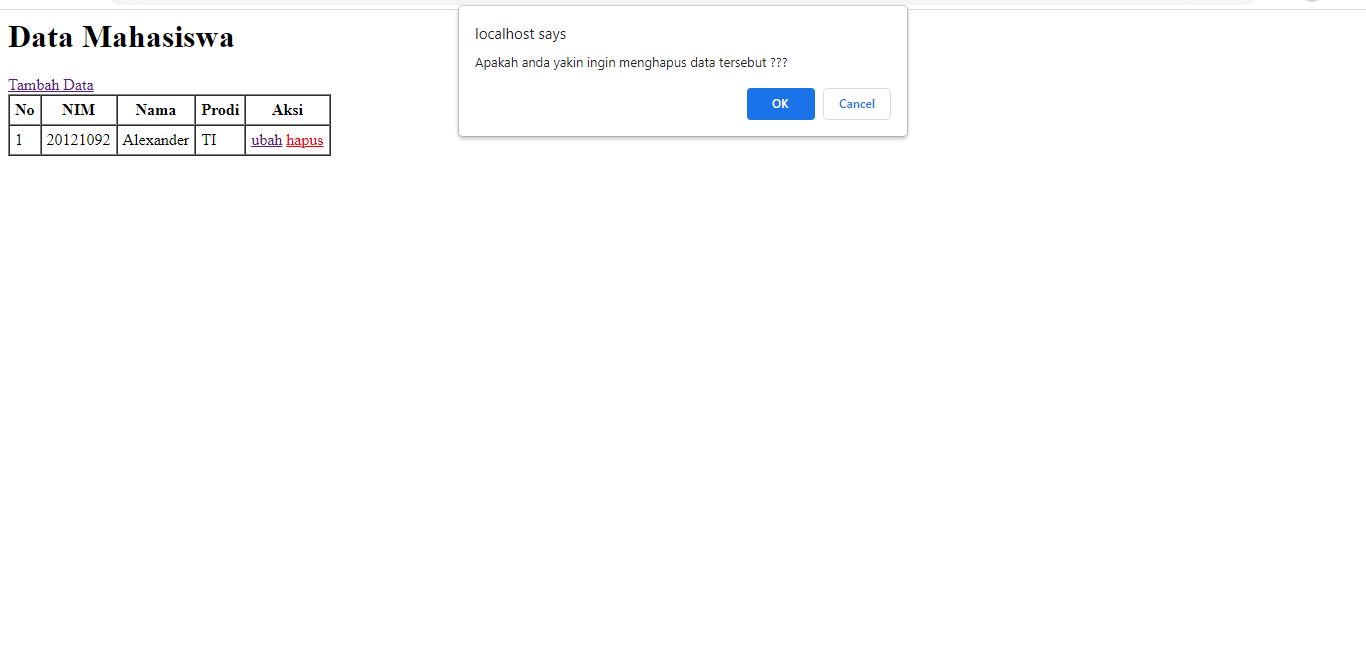 Data Mahasiswa
localhost says
Apakah anda yakin ingin menghapus data tersebut ???
OK Cancel
Tambah Data
No NIM Nama Prodi Aksi
1 20121092 Alexander TI ubah hapus